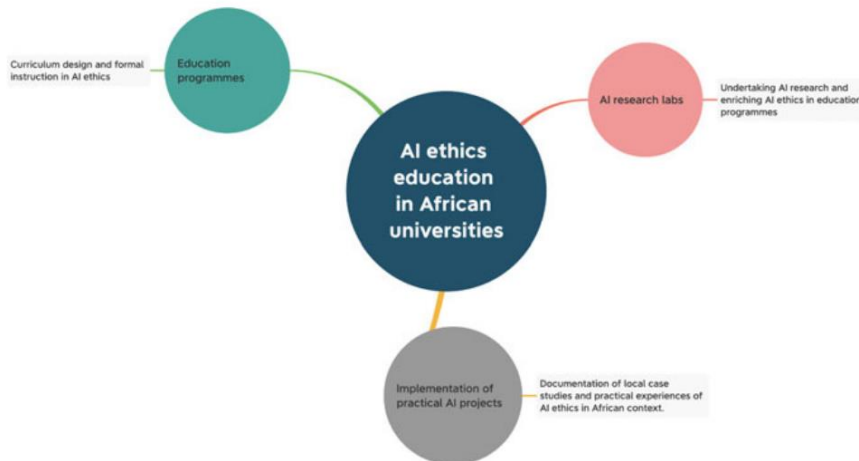 Curriculum design and formal
instruction in AI ethics
Education
programmes
AI ethics
education
in African
universities
AI research labs
Undertaking AI research and
enriching AI ethics in education
programmes
Implementation of
practical AI projects
Documentation of local case
studies and practical experiences of
AI ethics in African context.